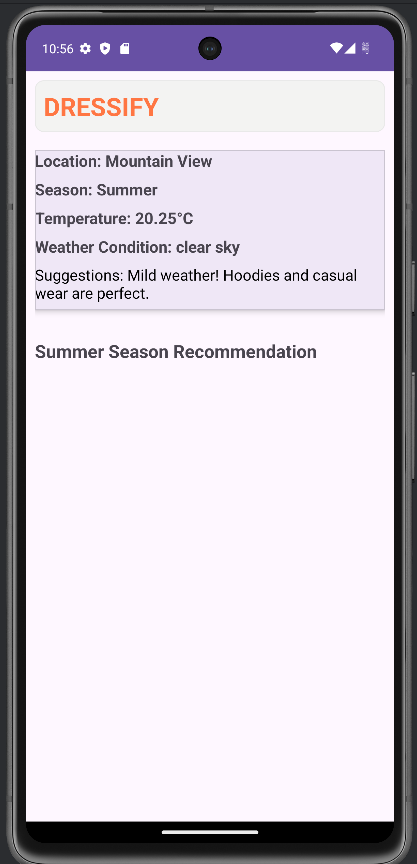 10:56
DRESSIFY
Location: Mountain View
Season: Summer
Temperature: 20.25°C
Weather Condition: clear sky
Suggestions: Mild weather! Hoodies and casual
wear are perfect.
Summer Season Recommendation